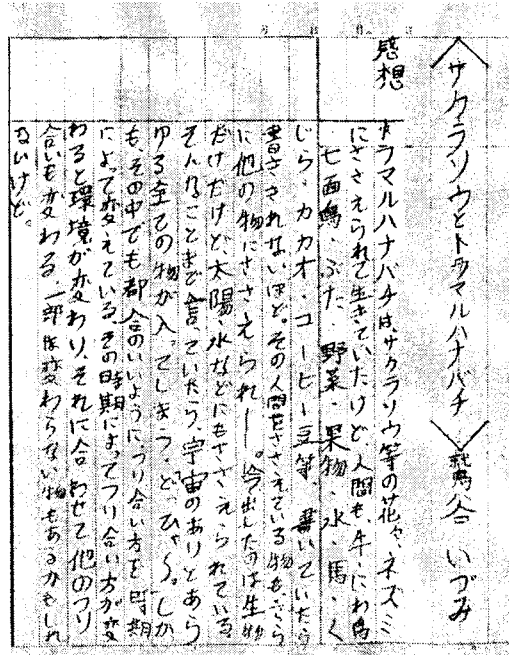 〈サクラソウとトラマルハナバチ〉 いづみ
感想
トラマルハナバチは、サクラソウ等の花々、ネズミ
にささえられて生きていたけど、人間も、牛・にわ鳥
・七面鳥・ぶた・野菜・果物・水・馬・く
じら・カカオ・コーヒー豆等、書いていたら
書ききれないほど。その人間をささえている物も、さら
に他の物にささえられ―。今出したのは生物
だけだけど、太陽・水などにもささえられている
そんなことまで言っていたら、宇宙のありとあら
ゆる全ての物が入ってしまう。どっひゃ〜。しか
も、その中でも都合のいいように、つり合い方を時期
によって変えている。その時期によってつり合い方が変
わると環境が変わり、それに合わせて他のつり
合いも変わる。一部は変わらない物もあるかもしれ
ないけど。